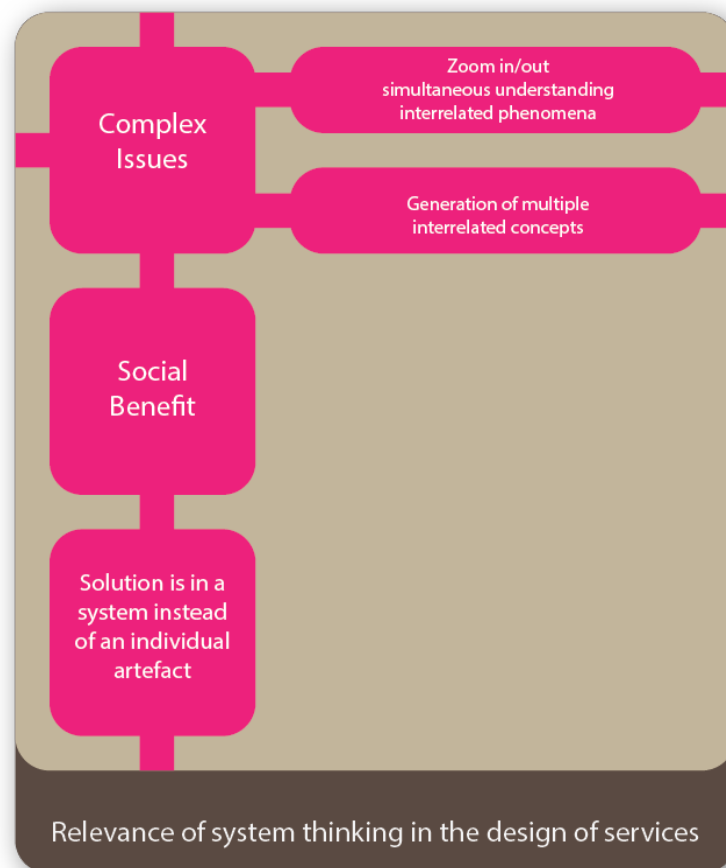 Complex
Issues
Zoom in/out
simultaneous understanding
interrelated phenomena
Generation of multiple
interrelated concepts
Social
Benefit
Solution is in a
system instead
of an individual
artefact
Relevance of system thinking in the design of services